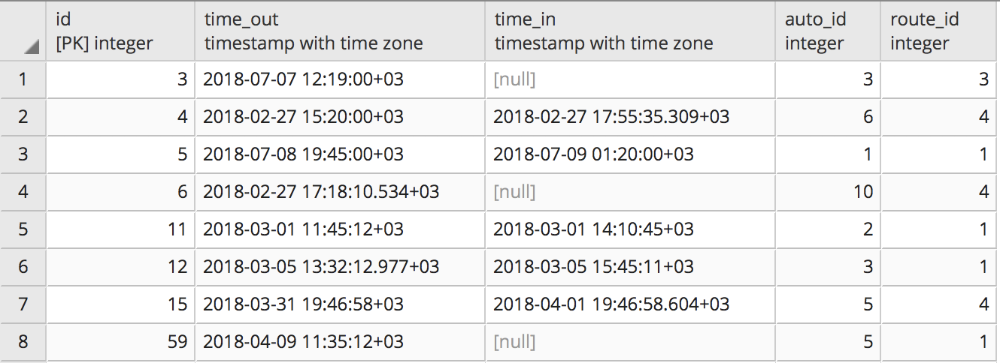 id time_out time_in auto_id route_id
[PK] integer timestamp with time zone timestamp with time zone integer integer
1 3 2018-07-07 12:19:00+03 [null] 3 3
2 4 2018-02-27 15:20:00+03 2018-02-27 17:55:35.309+03 6 4
3 5 2018-07-08 19:45:00+03 2018-07-09 01:20:00+03 1 1
4 6 2018-02-27 17:18:10.534+03 [null] 10 4
5 11 2018-03-01 11:45:12+03 2018-03-01 14:10:45+03 2 1
6 12 2018-03-05 13:32:12.977+03 2018-03-05 15:45:11+03 3 1
7 15 2018-03-31 19:46:58+03 2018-04-01 19:46:58.604+03 5 4
8 59 2018-04-09 11:35:12+03 [null] 5 1